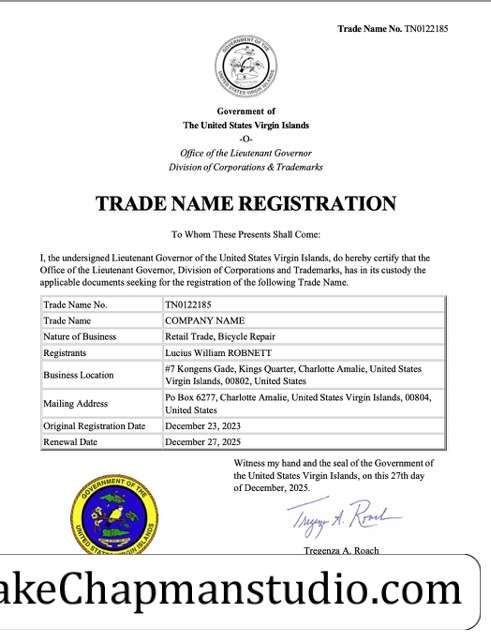 Trade Name No. TN0122185
GOVERNMENT OF THE
UNITED STATES VIRGIN ISLANDS
Government of
The United States Virgin Islands
-O-
Office of the Lieutenant Governor
Division of Corporations & Trademarks
TRADE NAME REGISTRATION
To Whom These Presents Shall Come:
I, the undersigned Lieutenant Governor of the United States Virgin Islands, do hereby certify that the
Office of the Lieutenant Governor, Division of Corporations and Trademarks, has in its custody the
applicable documents seeking for the registration of the following Trade Name.
Trade Name No. TN0122185
Trade Name COMPANY NAME
Nature of Business Retail Trade, Bicycle Repair
Registrants Lucius William ROBNETT
Business Location #7 Kongens Gade, Kings Quarter, Charlotte Amalie, United States
Virgin Islands, 00802, United States
Mailing Address Po Box 6277, Charlotte Amalie, United States Virgin Islands, 00804,
United States
Original Registration Date December 23, 2023
Renewal Date December 27, 2025
Witness my hand and the seal of the Government of
the United States Virgin Islands, on this 27th day
of December, 2025.
GOVERNMENT OF THE
UNITED STATES VIRGIN ISLANDS
Tregenza A. Roach
Tregenza A. Roach
akeChapmanstudio.com